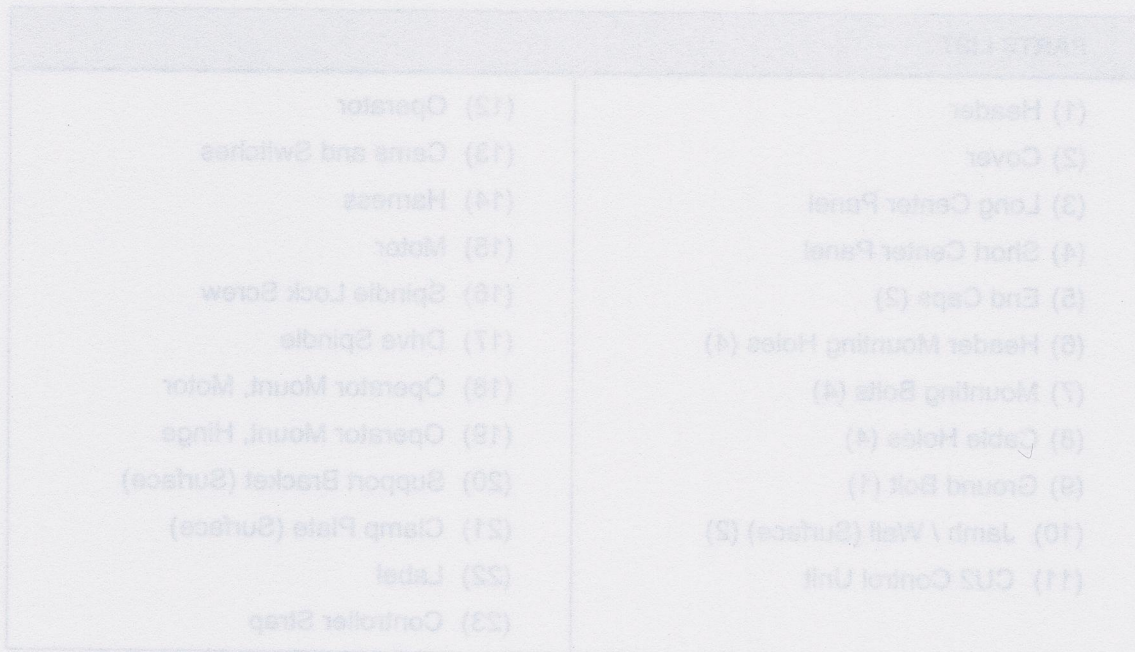 PARTS LIST
(1) Header
(2) Cover
(3) Long Center Panel
(4) Short Center Panel
(5) End Caps (2)
(6) Header Mounting Holes (4)
(7) Mounting Bolts (4)
(8) Cable Holes (4)
(9) Ground Bolt (1)
(10) Jamb / Wall (Surface) (2)
(11) CU2 Control Unit
(12) Operator
(13) Cams and Switches
(14) Harness
(15) Motor
(16) Spindle Lock Screw
(17) Drive Spindle
(18) Operator Mount, Motor
(19) Operator Mount, Hinge
(20) Support Bracket (Surface)
(21) Clamp Plate (Surface)
(22) Label
(23) Controller Strap